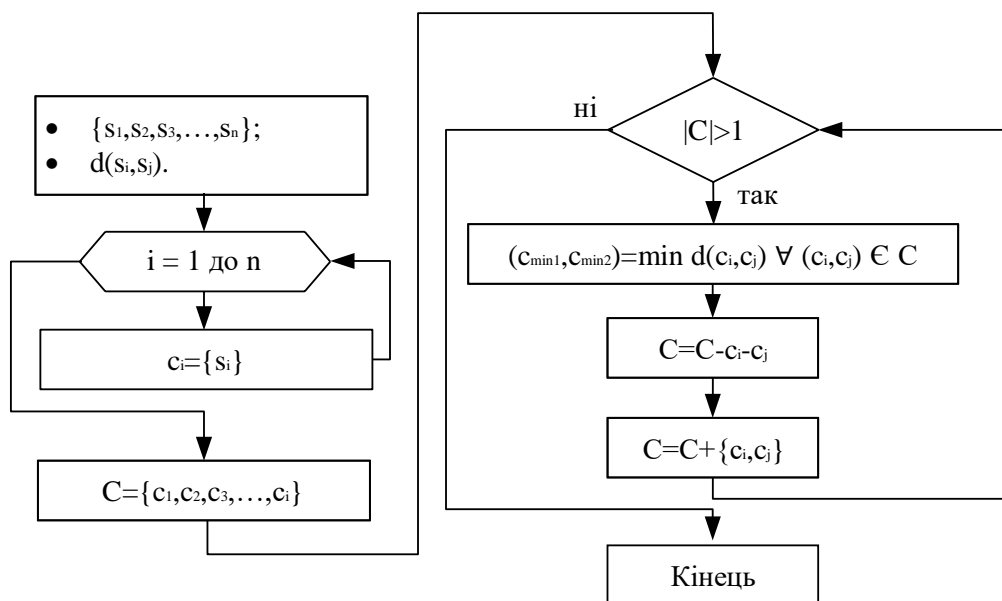 • {s₁,s₂,s₃,…,sₙ};
• d(sᵢ,sⱼ).
i = 1 до n
cᵢ={sᵢ}
C={c₁,c₂,c₃,…,cᵢ}
|C|>1
ні
так
(cmin1,cmin2)=min d(cᵢ,cⱼ) ∀ (cᵢ,cⱼ) Є C
C=C-cᵢ-cⱼ
C=C+{cᵢ,cⱼ}
Кінець